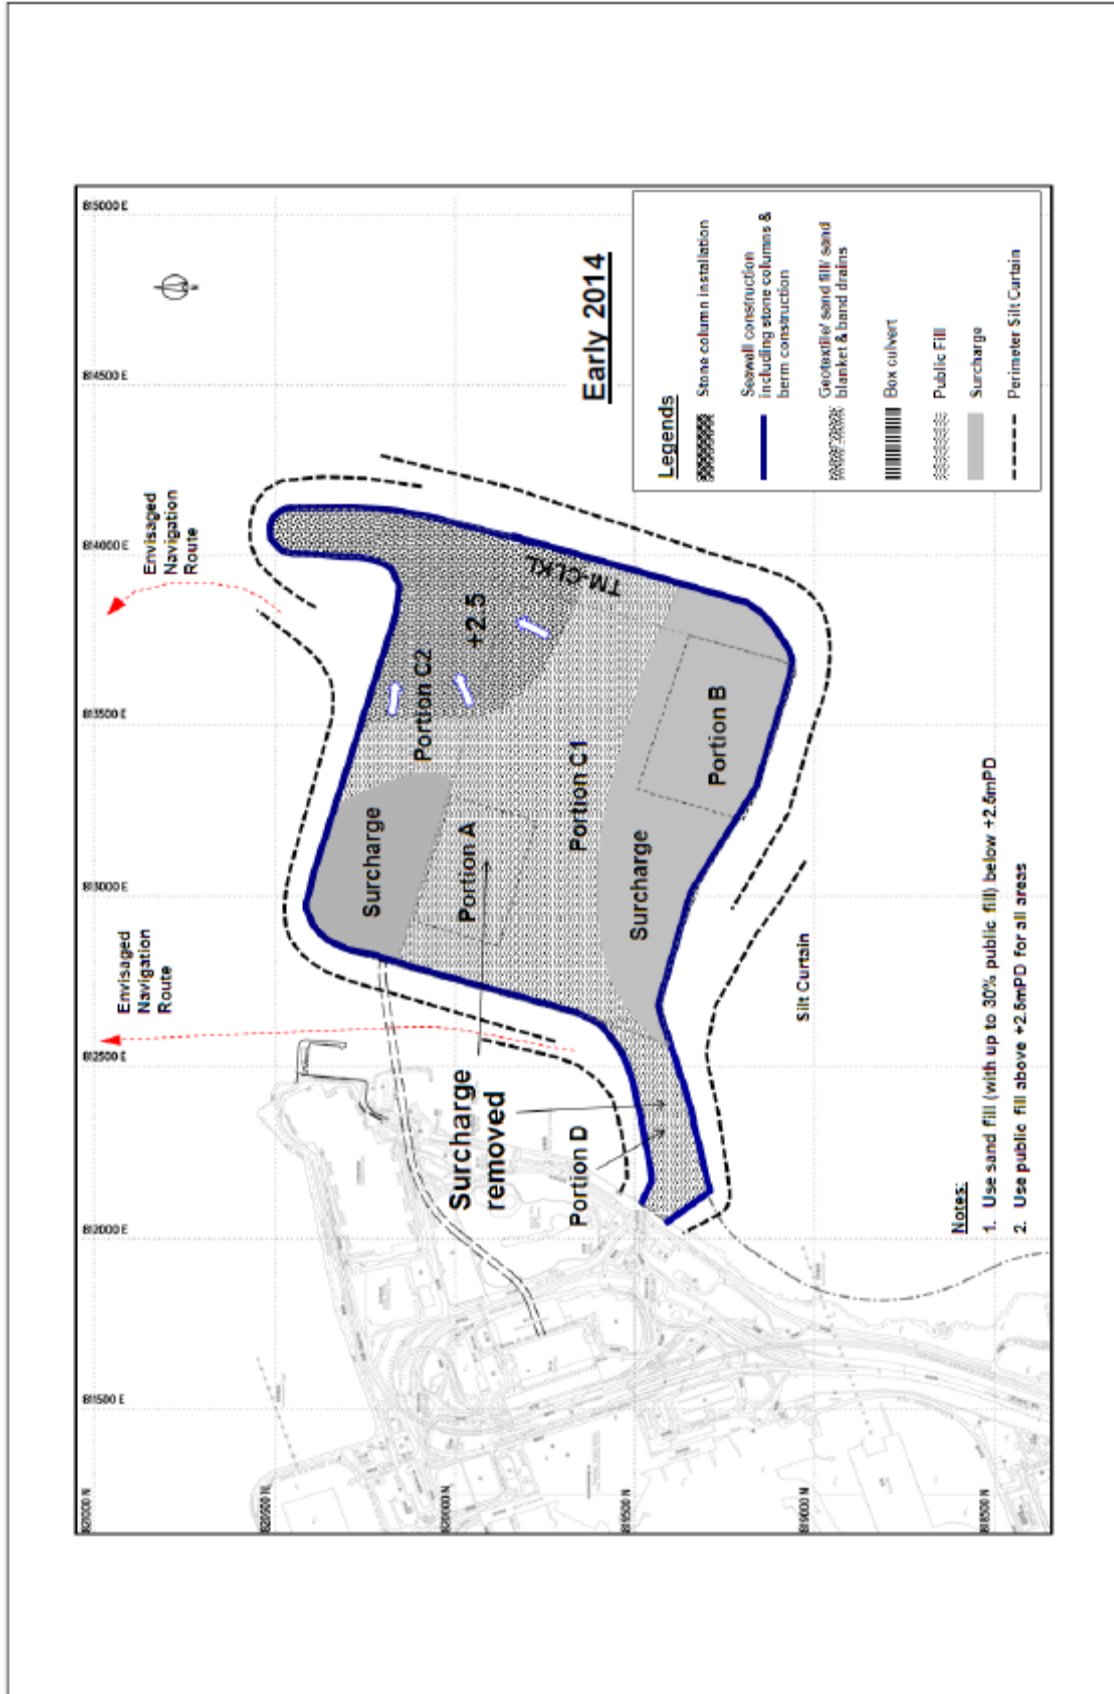 815000 E
814500 E
814000 E
813500 E
813000 E
812500 E
812000 E
811500 E
821000 N
820500 N
820000 N
819500 N
819000 N
818500 N
N
Envisaged
Navigation
Route
Envisaged
Navigation
Route
Early 2014
TM-CLKL
+2.5
Portion C2
Surcharge
Portion A
Portion C1
Portion B
Surcharge
Surcharge
removed
Portion D
Silt Curtain
Legends
Stone column installation
Seawall construction
including stone columns &
berm construction
Geotextile/ sand fill/ sand
blanket & band drains
Box culvert
Public Fill
Surcharge
Perimeter Silt Curtain
Notes:
1. Use sand fill (with up to 30% public fill) below +2.5mPD
2. Use public fill above +2.5mPD for all areas